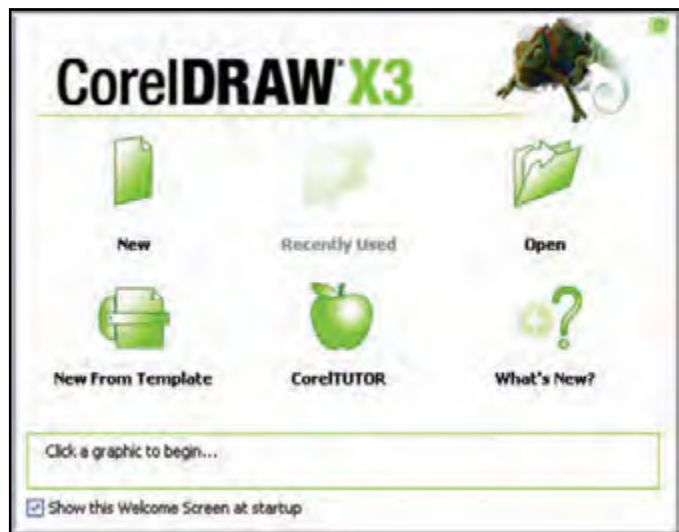 CorelDRAW X3
New
Recently Used
Open
New From Template
CorelTUTOR
What's New?
Click a graphic to begin...
Show this Welcome Screen at startup